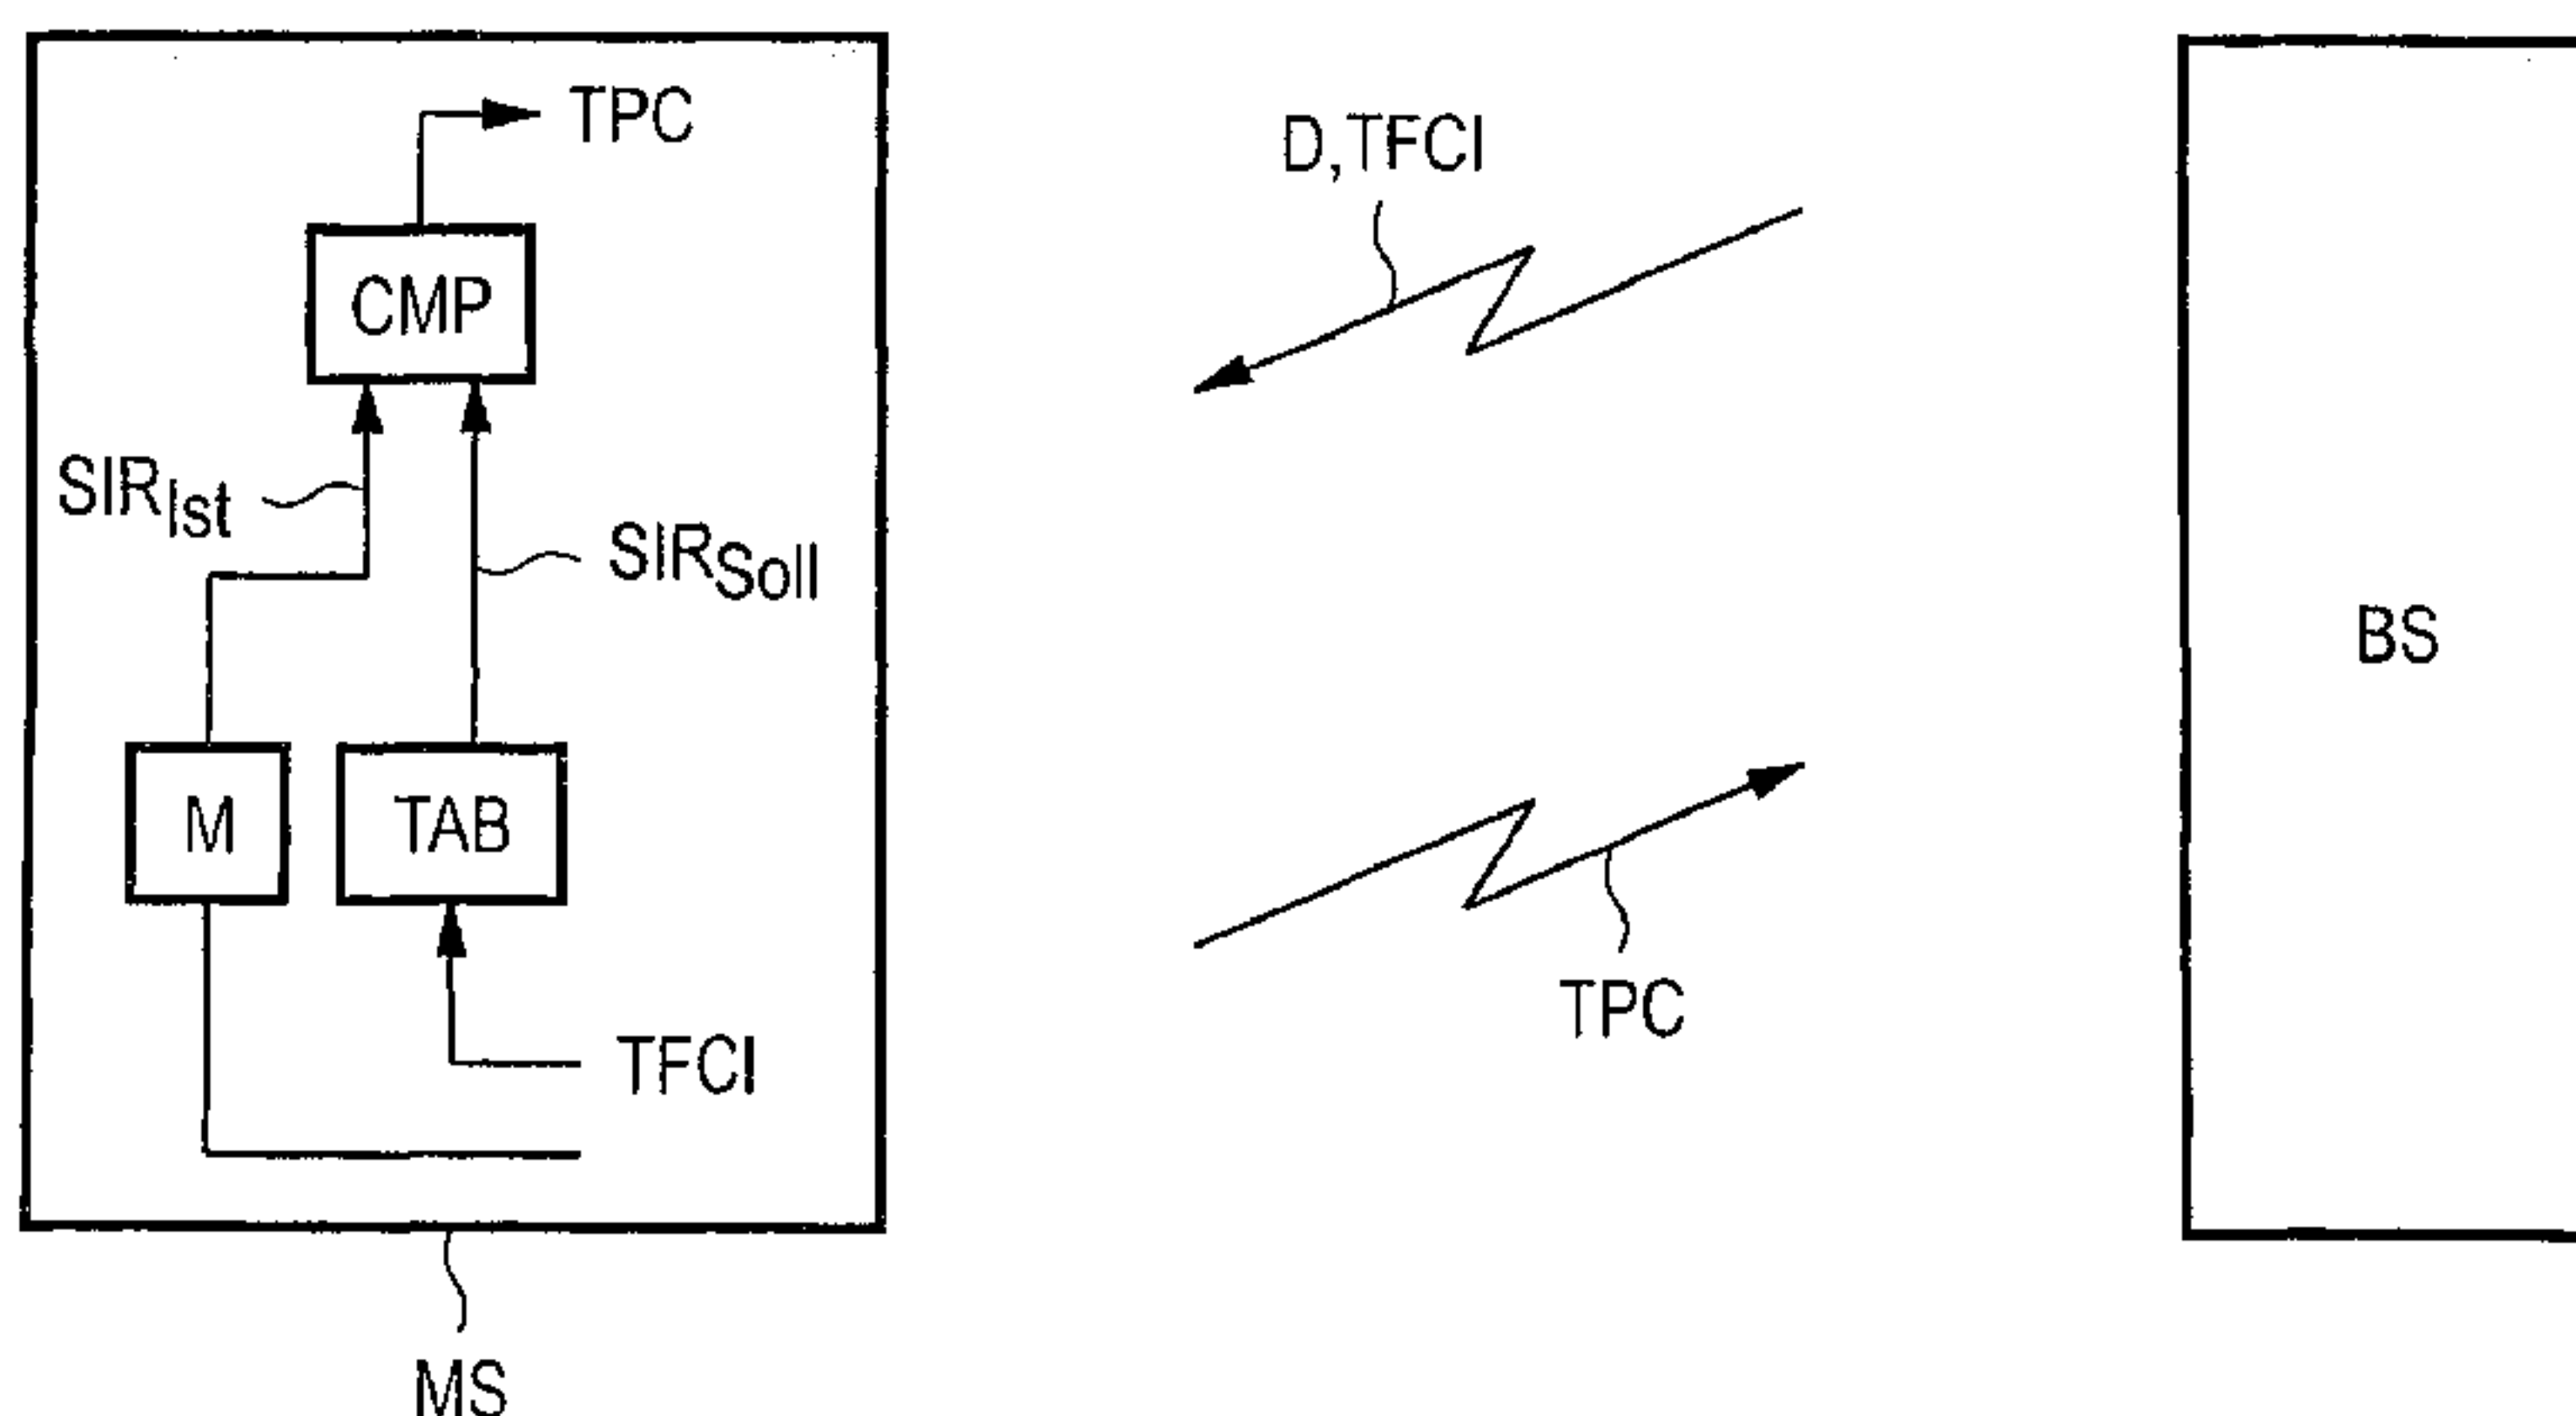 TPC
CMP
SIRIst
SIRSoll
M
TAB
TFCI
MS
D,TFCI
TPC
BS